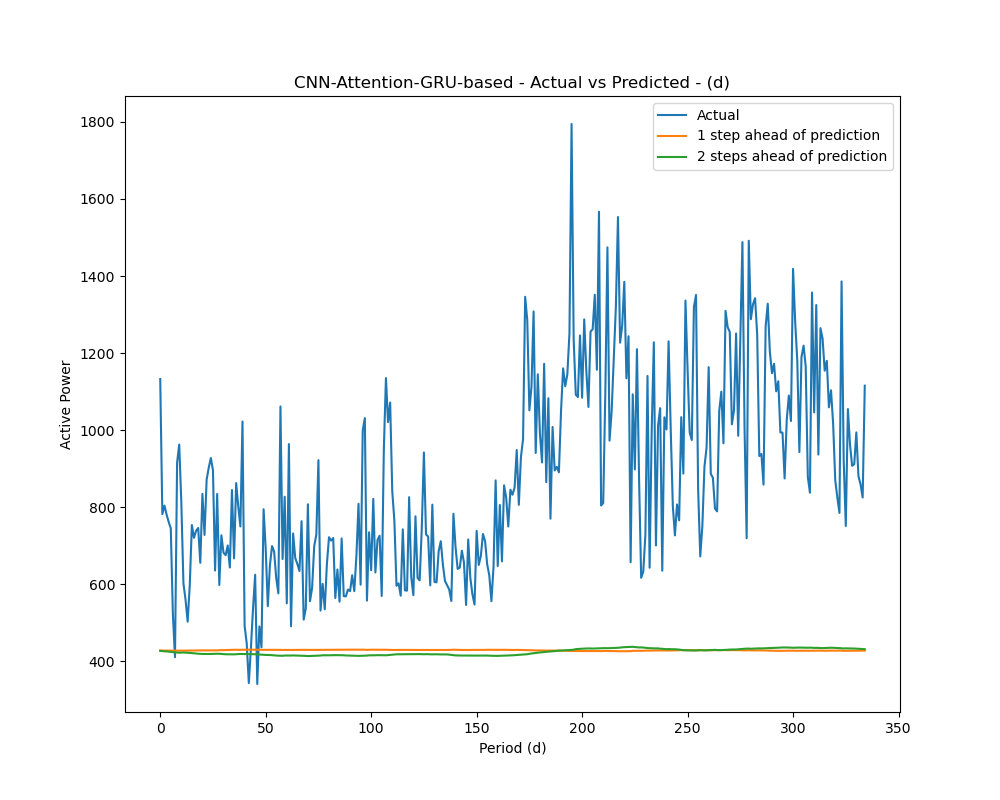 CNN-Attention-GRU-based - Actual vs Predicted - (d)
Actual
1 step ahead of prediction
2 steps ahead of prediction
1800
1600
1400
1200
1000
800
600
400
Active Power
0 50 100 150 200 250 300 350
Period (d)